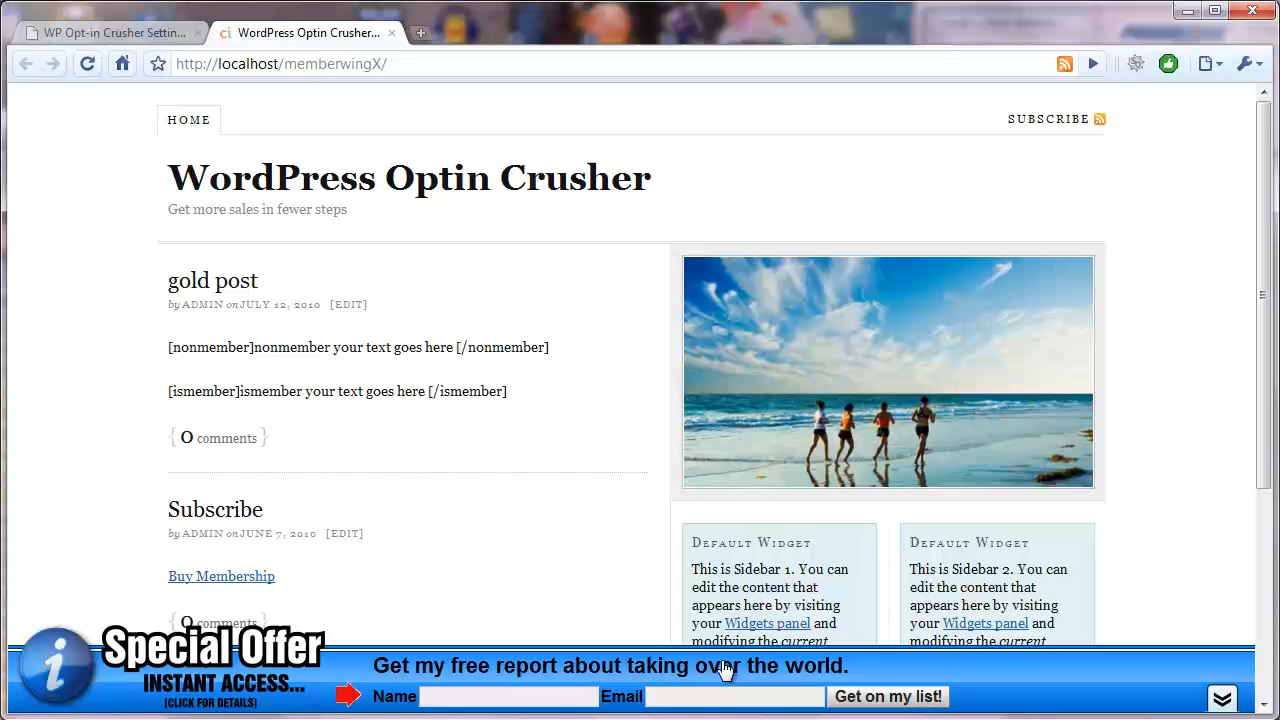 WP Opt-in Crusher Settin...
WordPress Optin Crusher...
http://localhost/memberwingX/
HOME
SUBSCRIBE
WordPress Optin Crusher
Get more sales in fewer steps
gold post
by ADMIN on JULY 12, 2010 [EDIT]
[nonmember]nonmember your text goes here [/nonmember]
[ismember]ismember your text goes here [/ismember]
{ 0 comments }
Subscribe
by ADMIN on JUNE 7, 2010 [EDIT]
Buy Membership
{ 0 comments }
Default Widget
This is Sidebar 1. You can
edit the content that
appears here by visiting
your Widgets panel and
modifying the current
Default Widget
This is Sidebar 2. You can
edit the content that
appears here by visiting
your Widgets panel and
modifying the current
Special Offer
INSTANT ACCESS...
[CLICK FOR DETAILS]
Get my free report about taking over the world.
Name
Email
Get on my list!